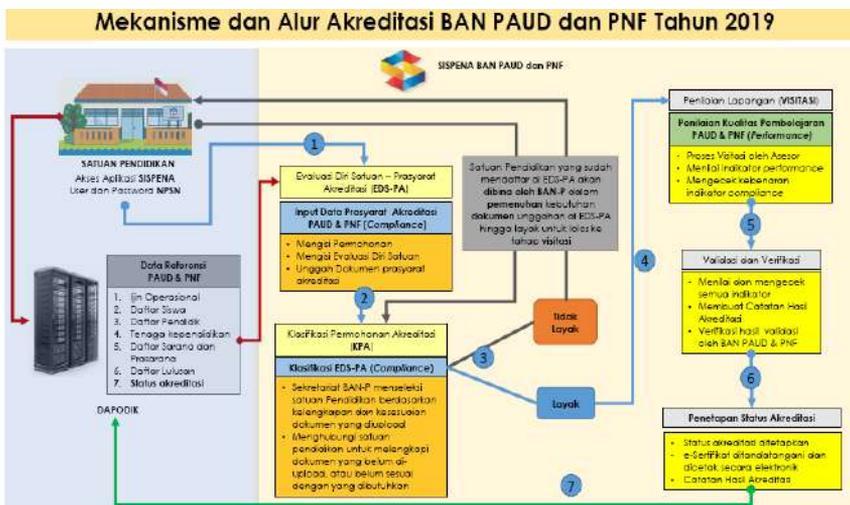 Mekanisme dan Alur Akreditasi BAN PAUD dan PNF Tahun 2019
SISPENA BAN PAUD dan PNF
SATUAN PENDIDIKAN
Akses Aplikasi SISPENA
User dan Password NPSN
1
Evaluasi Diri Satuan – Prasyarat
Akreditasi (EDS-PA)
Input Data Prasyarat Akreditasi
PAUD & PNF (Compliance)
• Mengisi Permohonan
• Mengisi Evaluasi Diri Satuan
• Unggah Dokumen prasyarat
akreditasi
Data Referensi
PAUD & PNF
1. Ijin Operasional
2. Daftar Siswa
3. Daftar Pendidik
4. Tenaga kependidikan
5. Daftar Sarana dan
Prasarana
6. Daftar Lulusan
7. Status akreditasi
DAPODIK
2
Klasifikasi Permohonan Akreditasi
(KPA)
Klasifikasi EDS-PA (Compliance)
• Sekretariat BAN-P menseleksi
satuan Pendidikan berdasarkan
kelengkapan dan kesesuaian
dokumen yang diupload
• Menghubungi satuan
pendidikan untuk melengkapi
dokumen yang belum di-
upload, atau belum sesuai
dengan yang dibutuhkan
Satuan Pendidikan yang sudah
mendaftar di EDS-PA akan
dibina oleh BAN-P dalam
pemenuhan kebutuhan
dokumen unggahan di EDS-PA
hingga layak untuk lolos ke
tahap visitasi
3
Tidak
Layak
Layak
4
Penilaian Lapangan (VISITASI)
Penilaian Kualitas Pembelajaran
PAUD & PNF (Performance)
• Proses Visitasi oleh Asesor
• Menilai indikator performance
• Mengecek kebenaran
indikator compliance
5
Validasi dan Verifikasi
• Menilai dan mengecek
semua indikator
• Membuat Catatan Hasil
Akreditasi
• Verifikasi hasil validasi
oleh BAN PAUD & PNF
6
Penetapan Status Akreditasi
• Status akreditasi ditetapkan
- e-Sertifikat ditandatangani dan
dicetak secara elektronik
• Catatan Hasil Akreditas
7